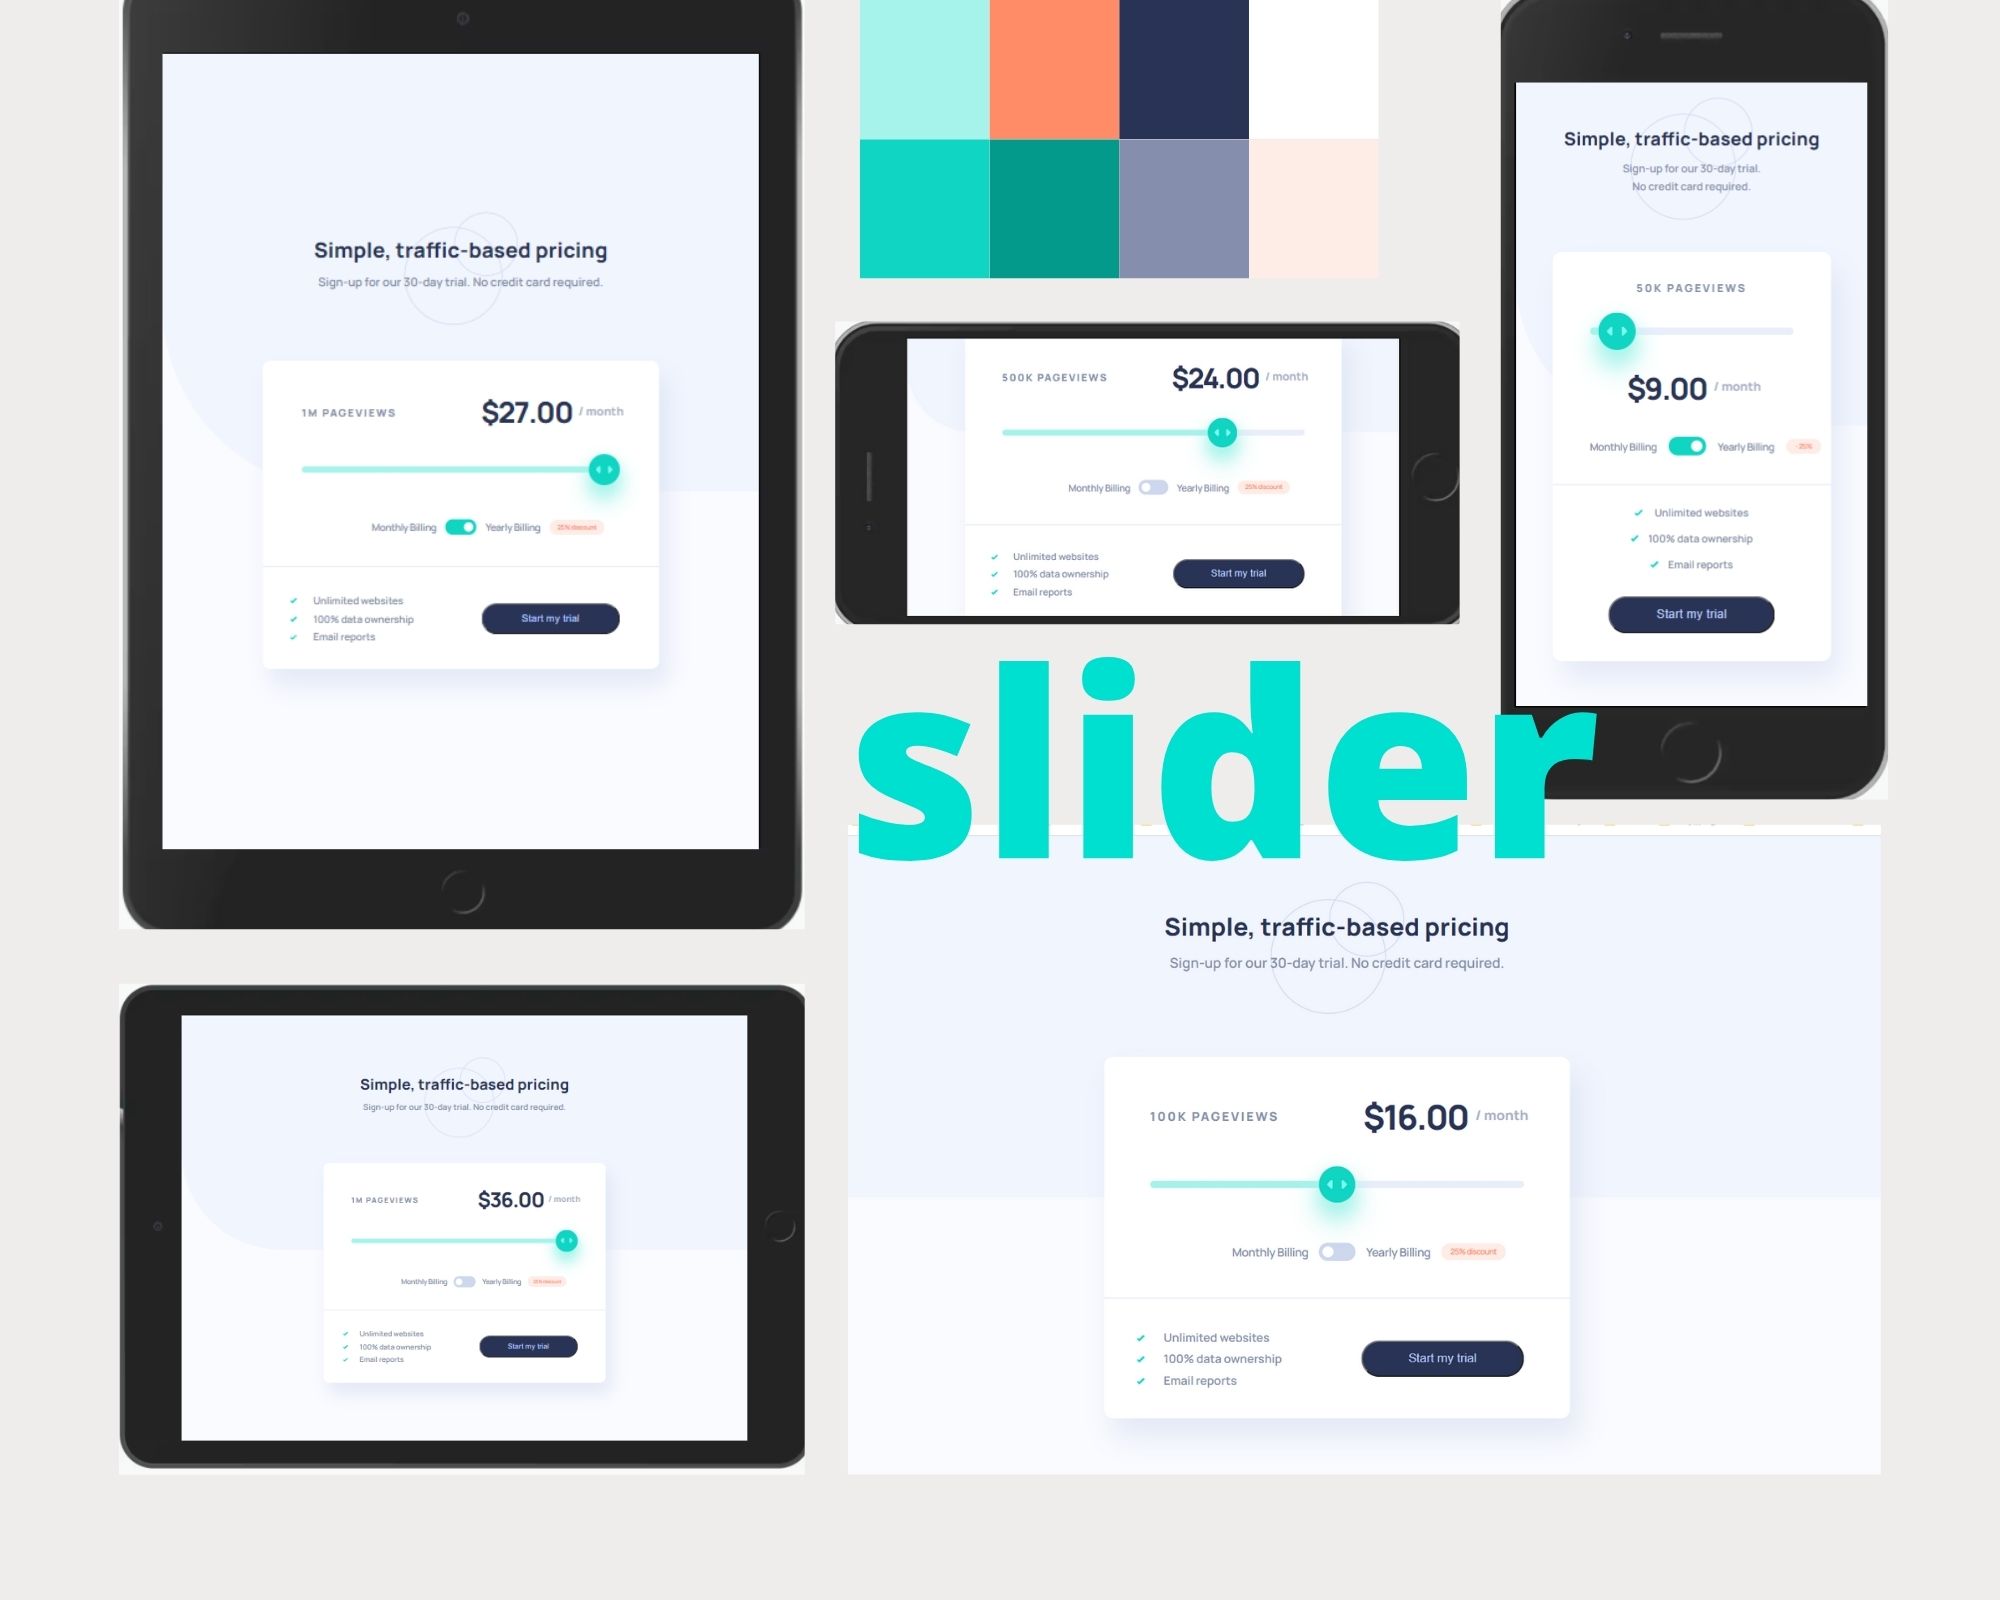 Simple, traffic-based pricing
Sign-up for our 30-day trial. No credit card required.
1M PAGEVIEWS
$27.00 / month
Monthly Billing Yearly Billing 25% discount
Unlimited websites
100% data ownership
Email reports
Start my trial
500K PAGEVIEWS
$24.00 / month
Monthly Billing Yearly Billing 25% discount
Unlimited websites
100% data ownership
Email reports
Start my trial
Simple, traffic-based pricing
Sign-up for our 30-day trial.
No credit card required.
50K PAGEVIEWS
$9.00 / month
Monthly Billing Yearly Billing -25%
Unlimited websites
100% data ownership
Email reports
Start my trial
slider
Simple, traffic-based pricing
Sign-up for our 30-day trial. No credit card required.
1M PAGEVIEWS
$36.00 / month
Monthly Billing Yearly Billing 25% discount
Unlimited websites
100% data ownership
Email reports
Start my trial
Simple, traffic-based pricing
Sign-up for our 30-day trial. No credit card required.
100K PAGEVIEWS
$16.00 / month
Monthly Billing Yearly Billing 25% discount
Unlimited websites
100% data ownership
Email reports
Start my trial